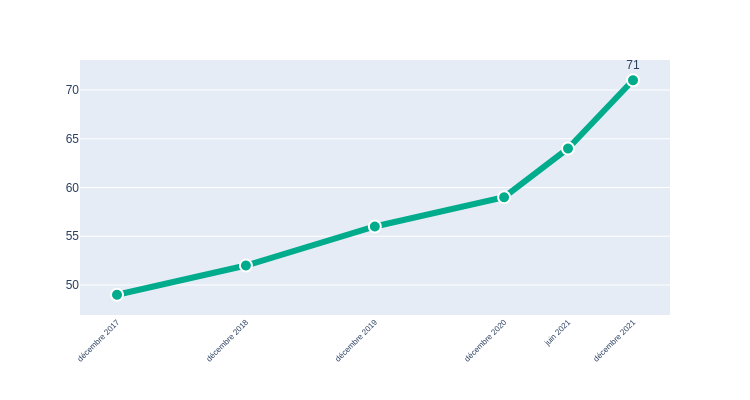 71
70
65
60
55
50
décembre 2017
décembre 2018
décembre 2019
décembre 2020
juin 2021
décembre 2021